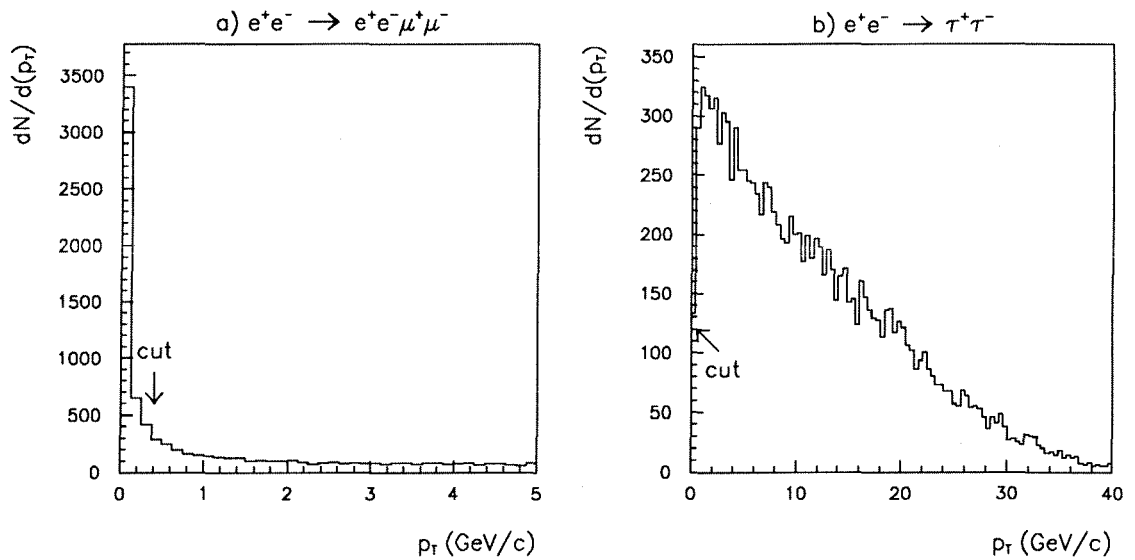 a) e⁺e⁻ → e⁺e⁻μ⁺μ⁻
dN/d(p_T)
3500
3000
2500
2000
1500
1000
500
0
cut
0 1 2 3 4 5
p_T (GeV/c)
b) e⁺e⁻ → τ⁺τ⁻
dN/d(p_T)
350
300
250
200
150
100
50
0
cut
0 10 20 30 40
p_T (GeV/c)